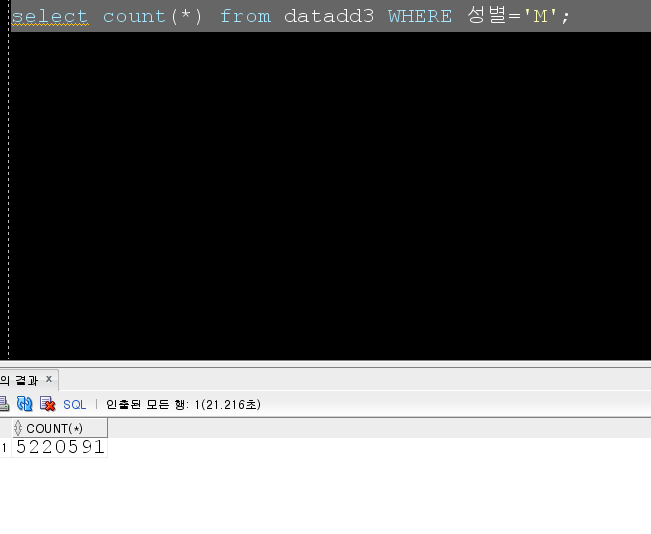 select count(*) from datadd3 WHERE 성별='M';
의 결과 x
SQL | 인출된 모든 행: 1(21.216초)
COUNT(*)
1 5220591